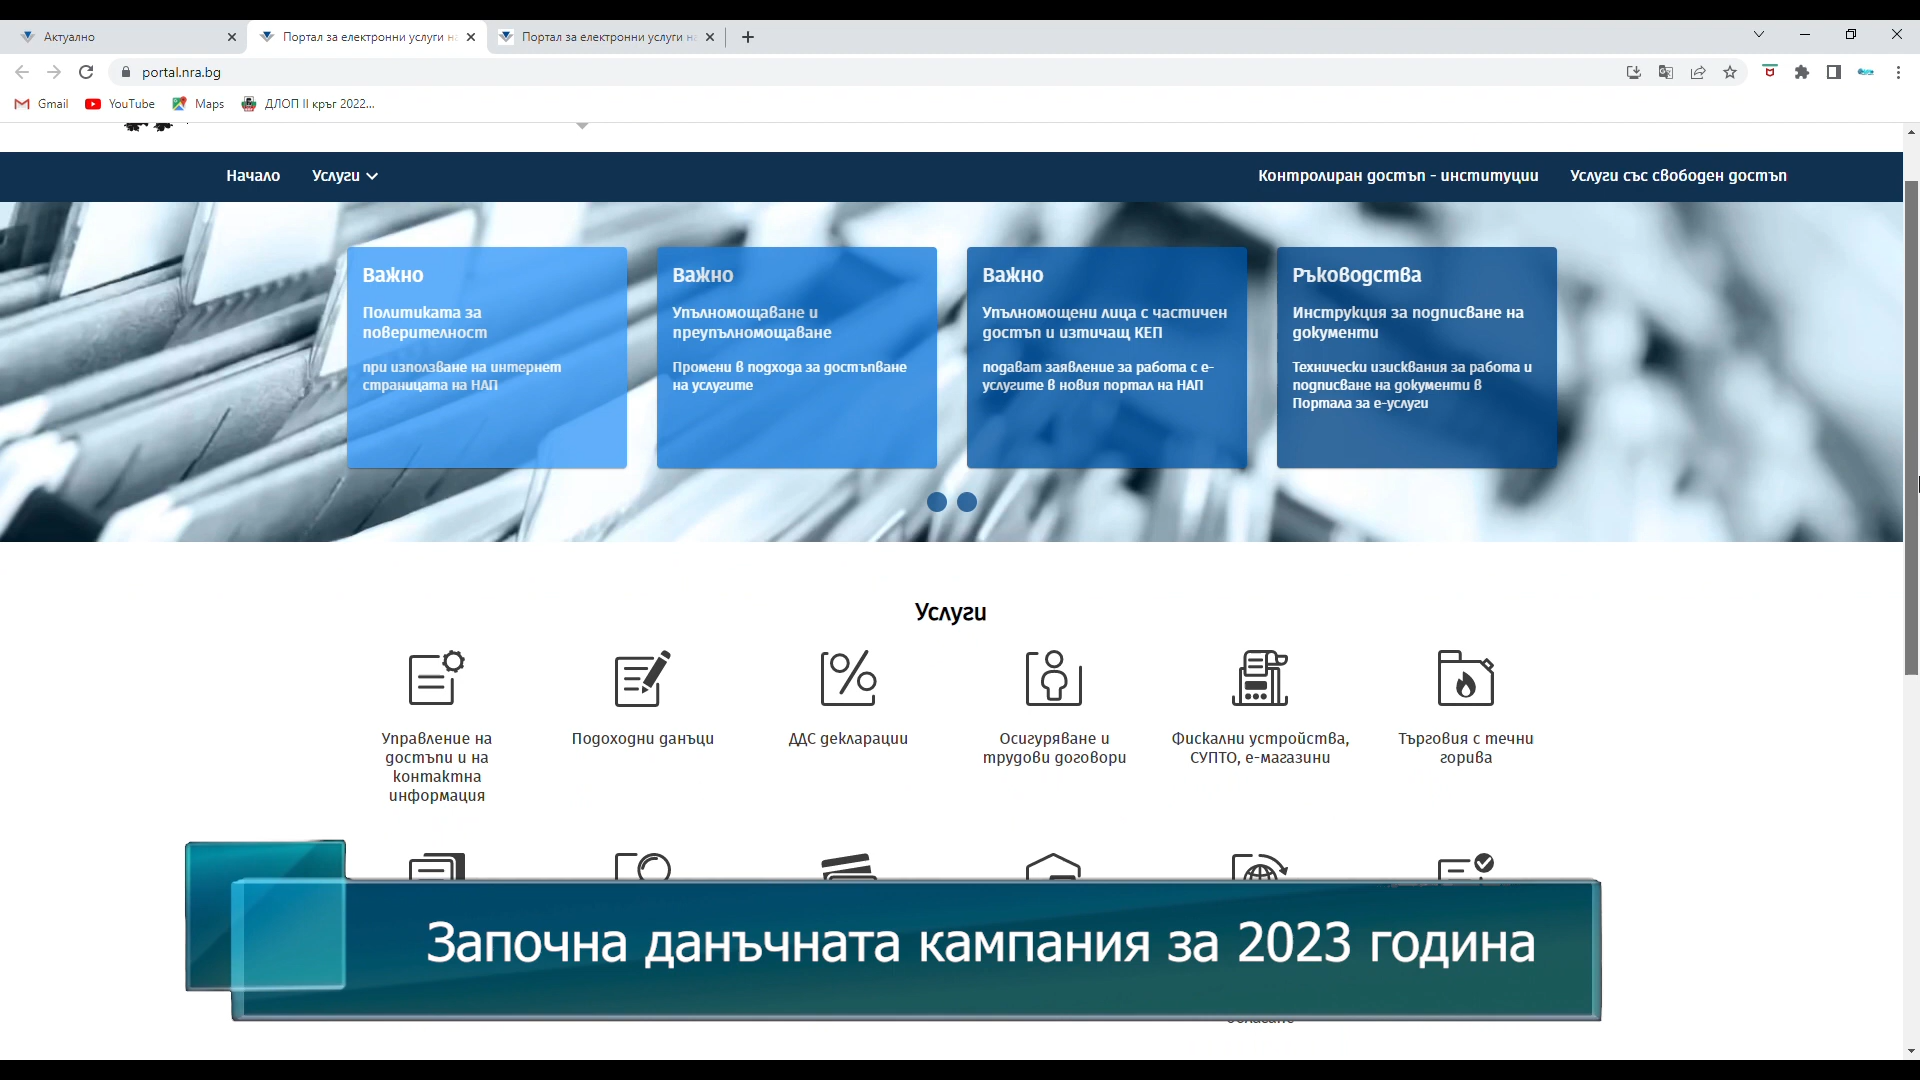 Актуално
Портал за електронни услуги н
Портал за електронни услуги н
portal.nra.bg
Gmail
YouTube
Maps
ДЛОП II кръг 2022...
Начало
Услуги
Контролиран достъп - институции
Услуги със свободен достъп
Важно
Политиката за
поверителност
при използване на интернет
страницата на НАП
Важно
Упълномощаване и
преупълномощаване
Промени в подхода за достъпване
на услугите
Важно
Упълномощени лица с частичен
достъп и изтичащ КЕП
подават заявление за работа с е-
услугите в новия портал на НАП
Ръководства
Инструкция за подписване на
документи
Технически изисквания за работа и
подписване на документи в
Портала за е-услуги
Услуги
Управление на
достъпи и на
контактна
информация
Подоходни данъци
ДДС декларации
Осигуряване и
трудови договори
Фискални устройства,
СУПТО, е-магазини
Търговия с течни
горива
Започна данъчната кампания за 2023 година